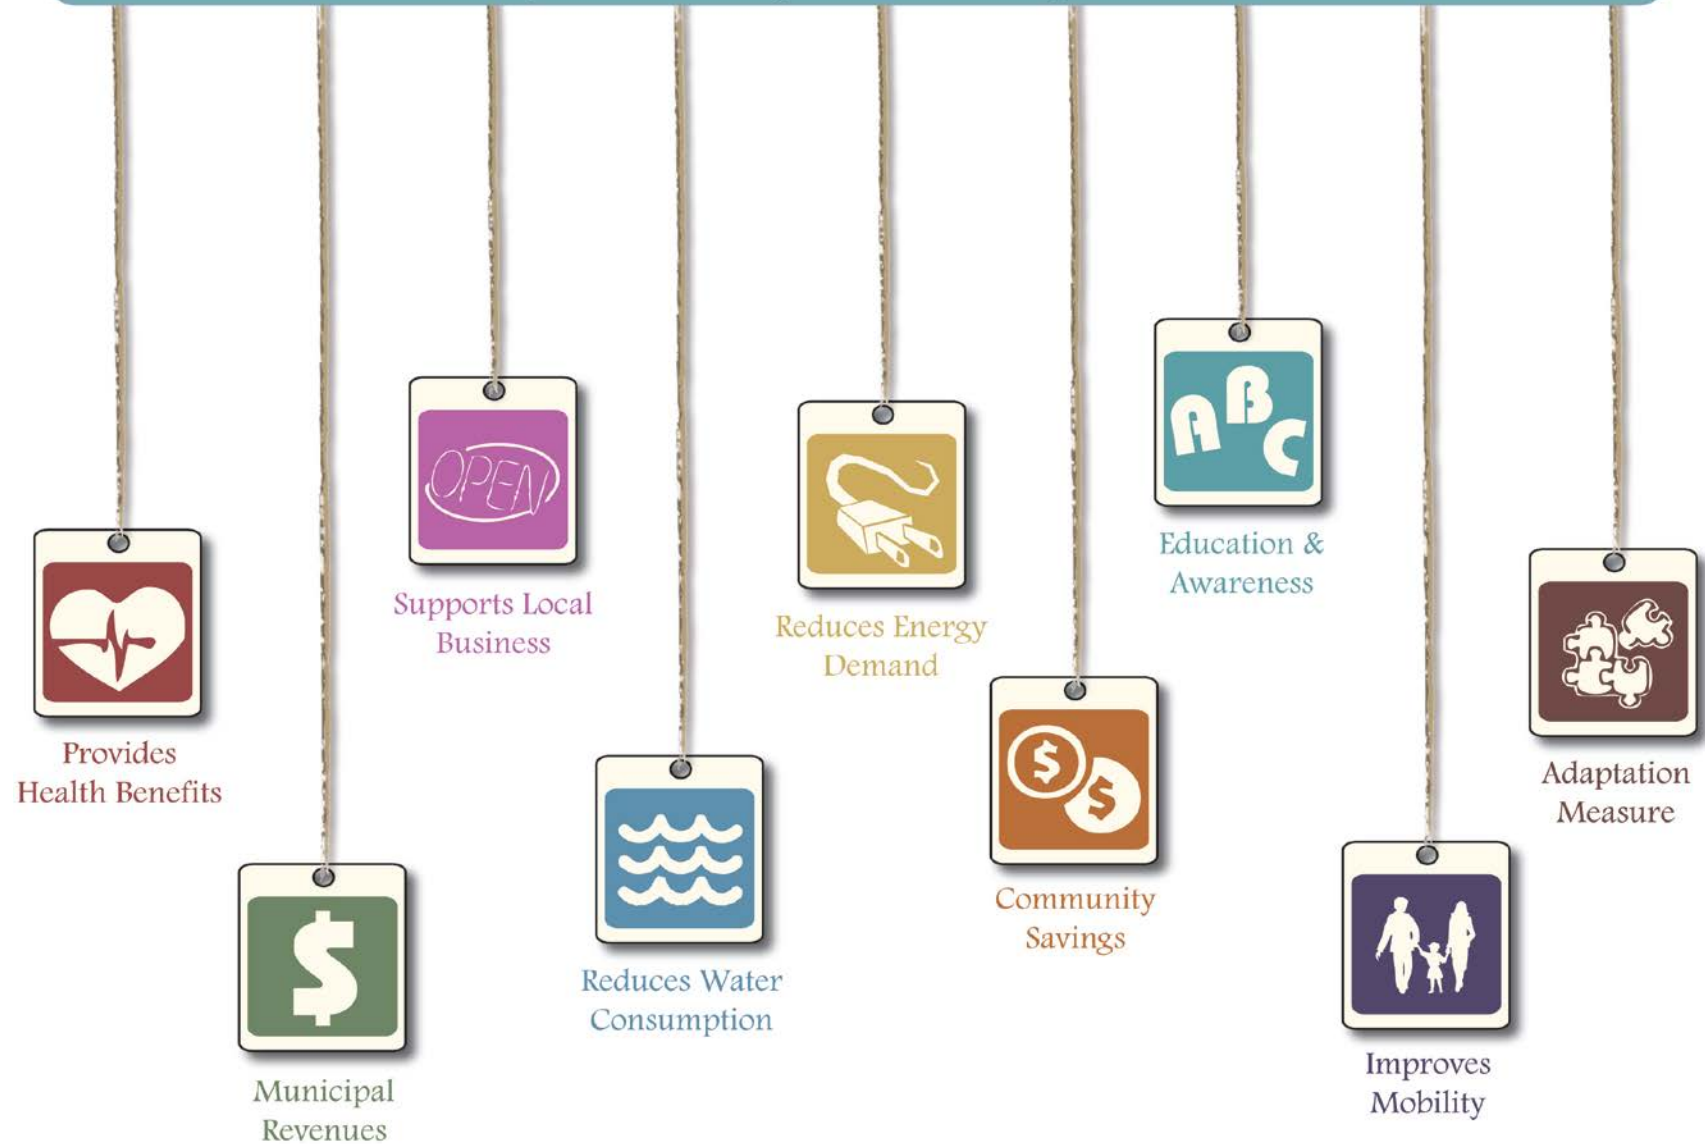 Provides
Health Benefits
$
Municipal
Revenues
OPEN
Supports Local
Business
Reduces Water
Consumption
Reduces Energy
Demand
$
$
Community
Savings
A B C
Education &
Awareness
Improves
Mobility
Adaptation
Measure